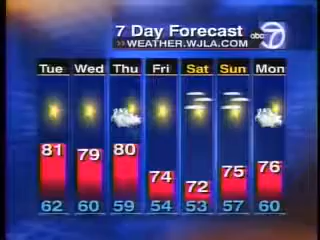 7 Day Forecast
>> WEATHER.WJLA.COM
abc 7
Tue Wed Thu Fri Sat Sun Mon
81 79 80 74 72 75 76
62 60 59 54 53 57 60